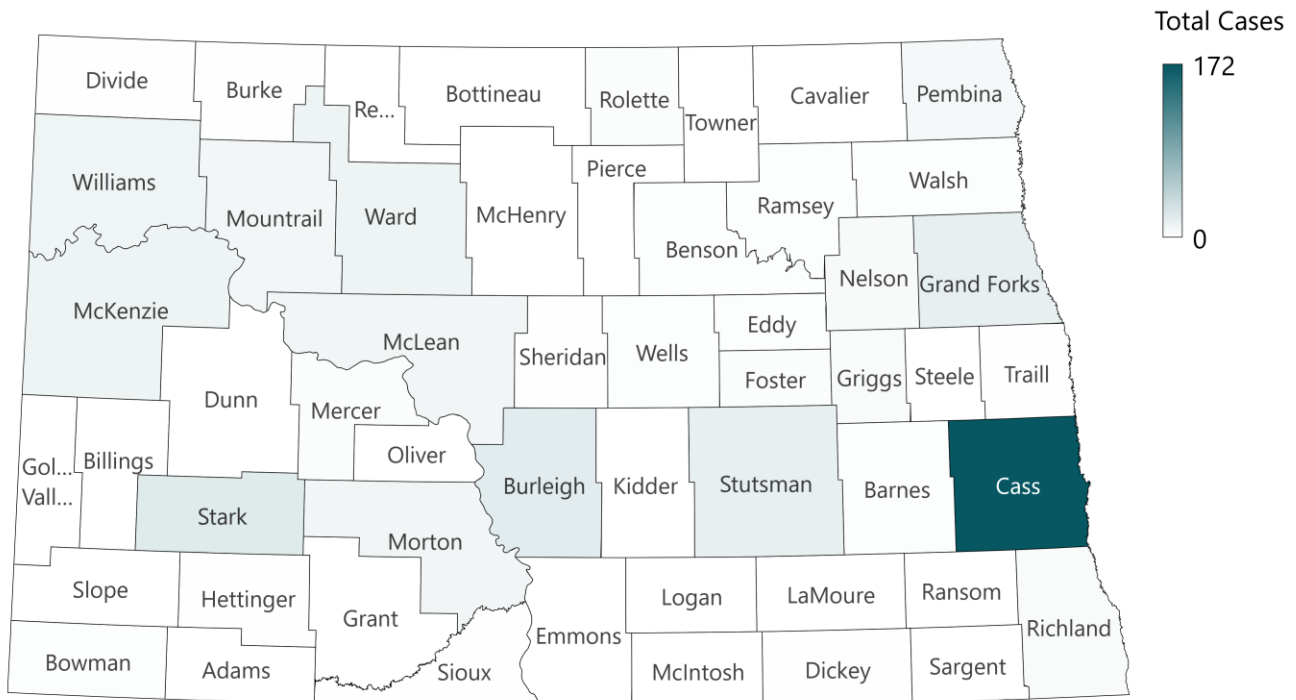 Total Cases
172
0
Divide
Burke
Re...
Bottineau
Rolette
Towner
Cavalier
Pembina
Williams
Mountrail
Ward
McHenry
Pierce
Benson
Ramsey
Walsh
Nelson
Grand Forks
McKenzie
McLean
Sheridan
Wells
Eddy
Foster
Griggs
Steele
Traill
Dunn
Mercer
Oliver
Gol...
Vall...
Billings
Stark
Morton
Burleigh
Kidder
Stutsman
Barnes
Cass
Slope
Hettinger
Grant
Emmons
Logan
LaMoure
Ransom
Richland
Bowman
Adams
Sioux
McIntosh
Dickey
Sargent